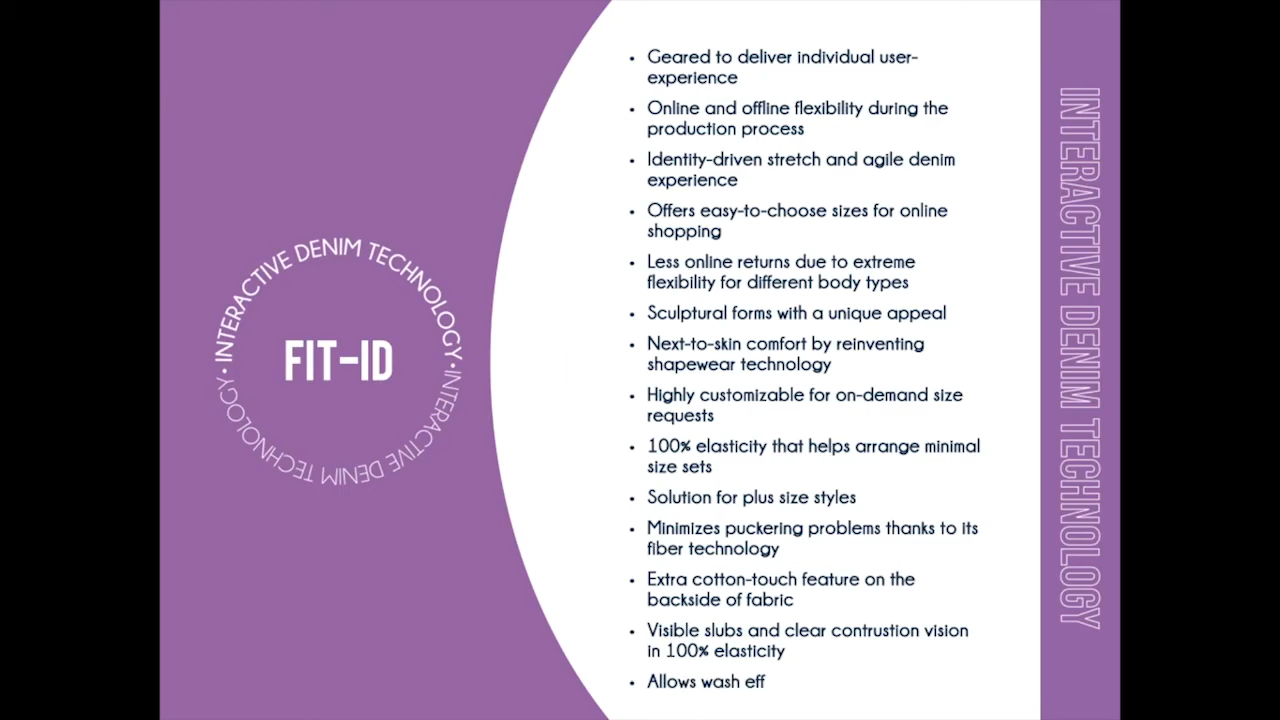 INTERACTIVE DENIM TECHNOLOGY •
INTERACTIVE DENIM TECHNOLOGY •
FIT-ID
• Geared to deliver individual user-
experience
• Online and offline flexibility during the
production process
• Identity-driven stretch and agile denim
experience
• Offers easy-to-choose sizes for online
shopping
• Less online returns due to extreme
flexibility for different body types
• Sculptural forms with a unique appeal
• Next-to-skin comfort by reinventing
shapewear technology
• Highly customizable for on-demand size
requests
• 100% elasticity that helps arrange minimal
size sets
• Solution for plus size styles
• Minimizes puckering problems thanks to its
fiber technology
• Extra cotton-touch feature on the
backside of fabric
• Visible slubs and clear contrustion vision
in 100% elasticity
• Allows wash eff
INTERACTIVE DENIM TECHNOLOGY